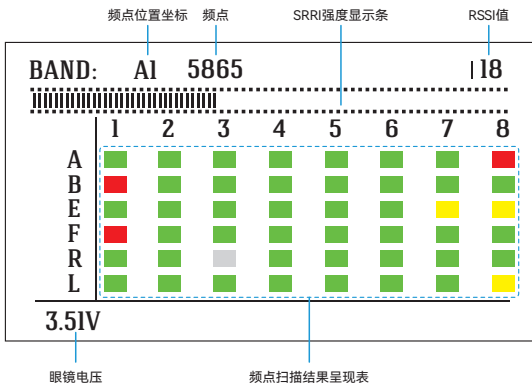 频点位置坐标 频点 SRRI强度显示条 RSSI值
BAND: A1 5865 18
1 2 3 4 5 6 7 8
A
B
E
F
R
L
3.51V
眼镜电压 频点扫描结果呈现表